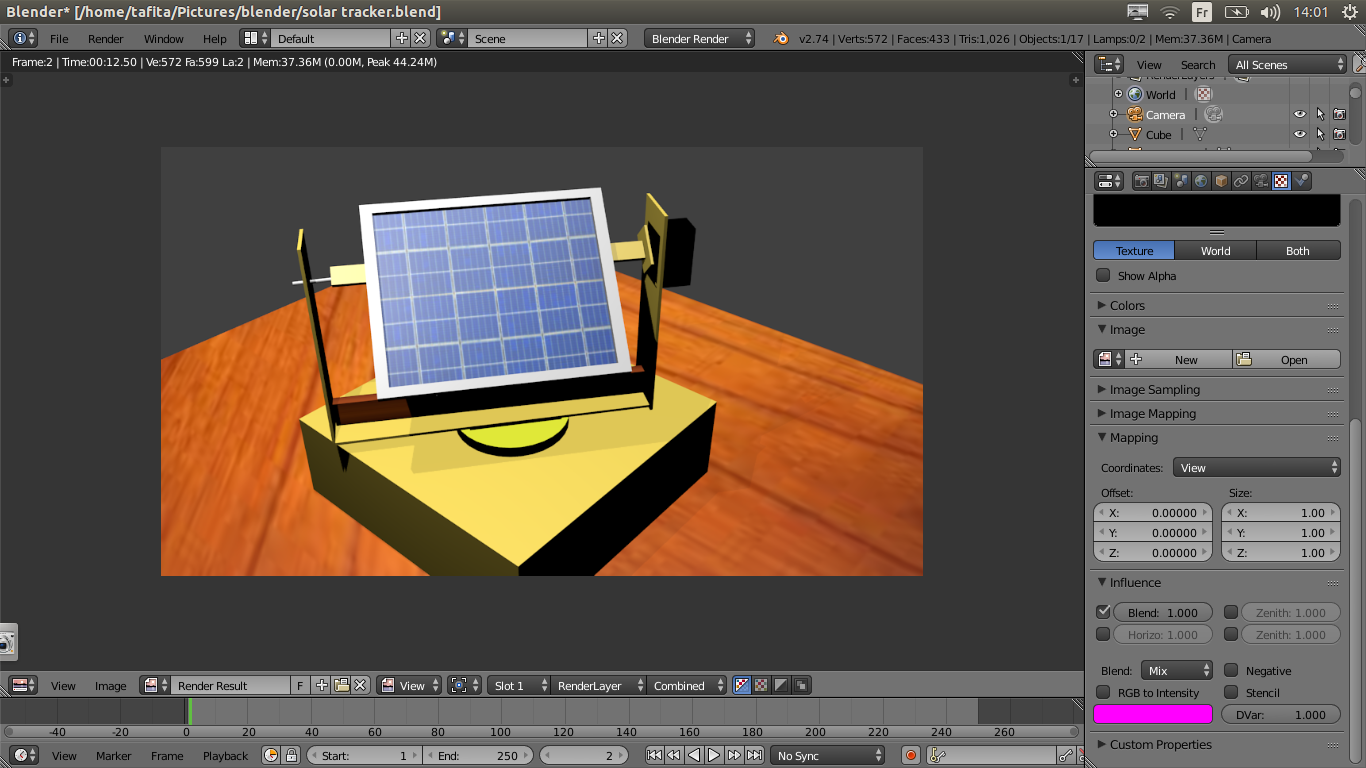 Blender* [/home/tafita/Pictures/blender/solar tracker.blend] Fr 14:01
File Render Window Help Default Scene Blender Render v2.74 | Verts:572 | Faces:433 | Tris:1,026 | Objects:1/17 | Lamps:0/2 | Mem:37.36M | Camera
Frame:2 | Time:00:12.50 | Ve:572 Fa:599 La:2 | Mem:37.36M (0.00M, Peak 44.24M)
View Search All Scenes
RenderLayers
World
Camera
Cube
Texture World Both
Show Alpha
Colors
Image
New Open
Image Sampling
Image Mapping
Mapping
Coordinates: View
Offset: Size:
X: 0.00000 X: 1.00
Y: 0.00000 Y: 1.00
Z: 0.00000 Z: 1.00
Influence
Blend: 1.000 Zenith: 1.000
Horizo: 1.000 Zenith: 1.000
Blend: Mix Negative
RGB to Intensity Stencil
DVar: 1.000
Custom Properties
View Image Render Result F View Slot 1 RenderLayer Combined
-40 -20 0 20 40 60 80 100 120 140 160 180 200 220 240 260
View Marker Frame Playback Start: 1 End: 250 2 No Sync